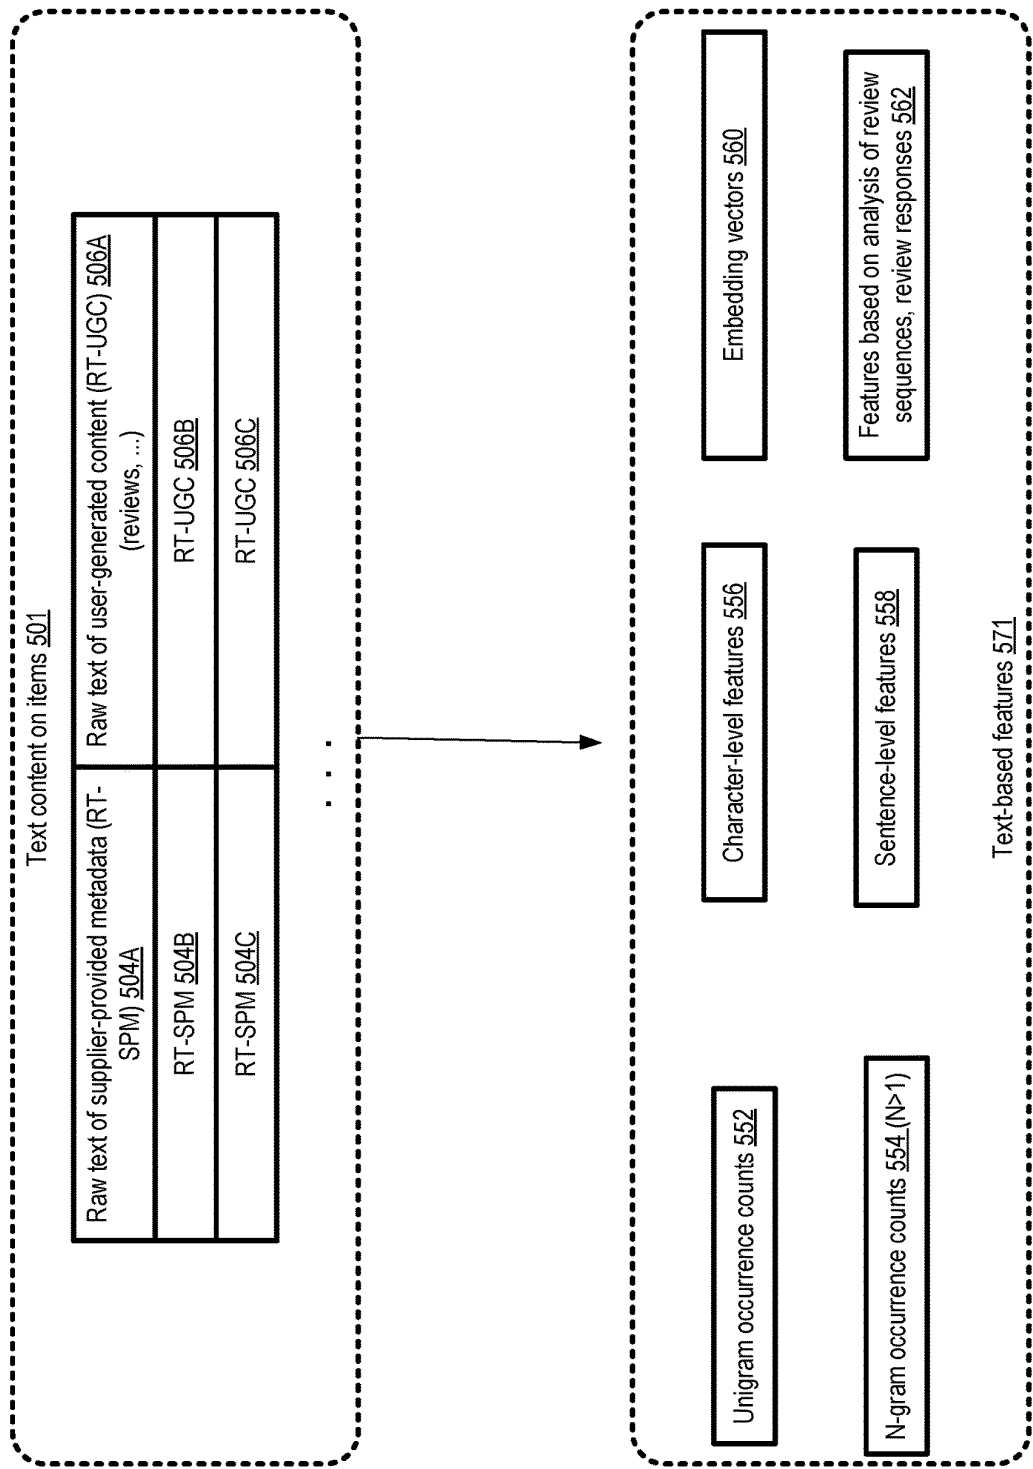 Text content on items 501
Raw text of supplier-provided metadata (RT-
SPM) 504A
Raw text of user-generated content (RT-UGC) 506A
(reviews, ...)
RT-SPM 504B
RT-UGC 506B
RT-SPM 504C
RT-UGC 506C
. . .
Unigram occurrence counts 552
Character-level features 556
Embedding vectors 560
N-gram occurrence counts 554 (N>1)
Sentence-level features 558
Features based on analysis of review
sequences, review responses 562
Text-based features 571